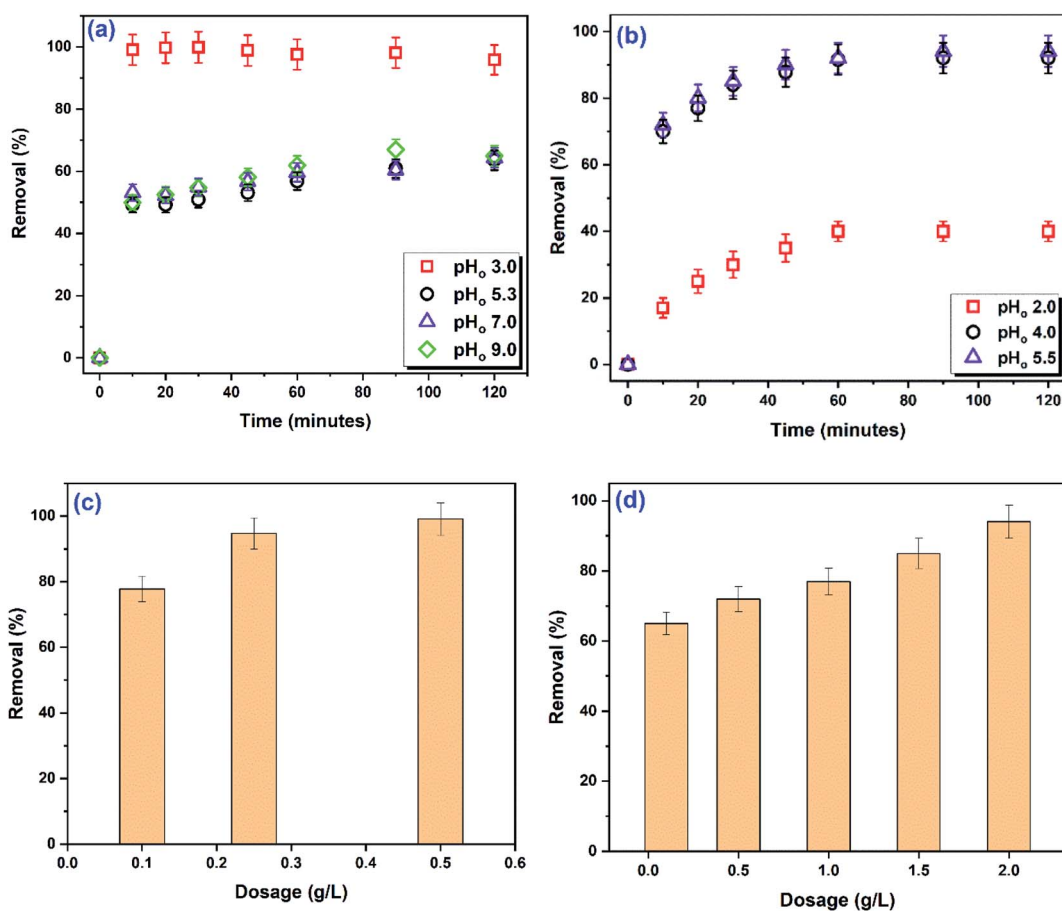 (a)
Removal (%)
100
80
60
40
20
0
pHo 3.0
pHo 5.3
pHo 7.0
pHo 9.0
0 20 40 60 80 100 120
Time (minutes)
(b)
Removal (%)
100
80
60
40
20
0
pHo 2.0
pHo 4.0
pHo 5.5
0 20 40 60 80 100 120
Time (minutes)
(c)
Removal (%)
100
80
60
40
20
0
0.0 0.1 0.2 0.3 0.4 0.5 0.6
Dosage (g/L)
(d)
Removal (%)
100
80
60
40
20
0
0.0 0.5 1.0 1.5 2.0
Dosage (g/L)